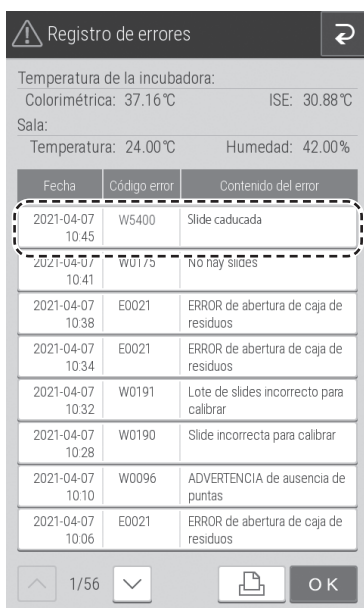 Registro de errores
Temperatura de la incubadora:
Colorimétrica: 37.16℃ ISE: 30.88℃
Sala:
Temperatura: 24.00℃ Humedad: 42.00%
Fecha Código error Contenido del error
2021-04-07 W5400 Slide caducada
10:45
2021-04-07 W0175 No hay slides
10:41
2021-04-07 E0021 ERROR de abertura de caja de
10:38 residuos
2021-04-07 E0021 ERROR de abertura de caja de
10:34 residuos
2021-04-07 W0191 Lote de slides incorrecto para
10:32 calibrar
2021-04-07 W0190 Slide incorrecta para calibrar
10:28
2021-04-07 W0096 ADVERTENCIA de ausencia de
10:10 puntas
2021-04-07 E0021 ERROR de abertura de caja de
10:06 residuos
1/56 OK